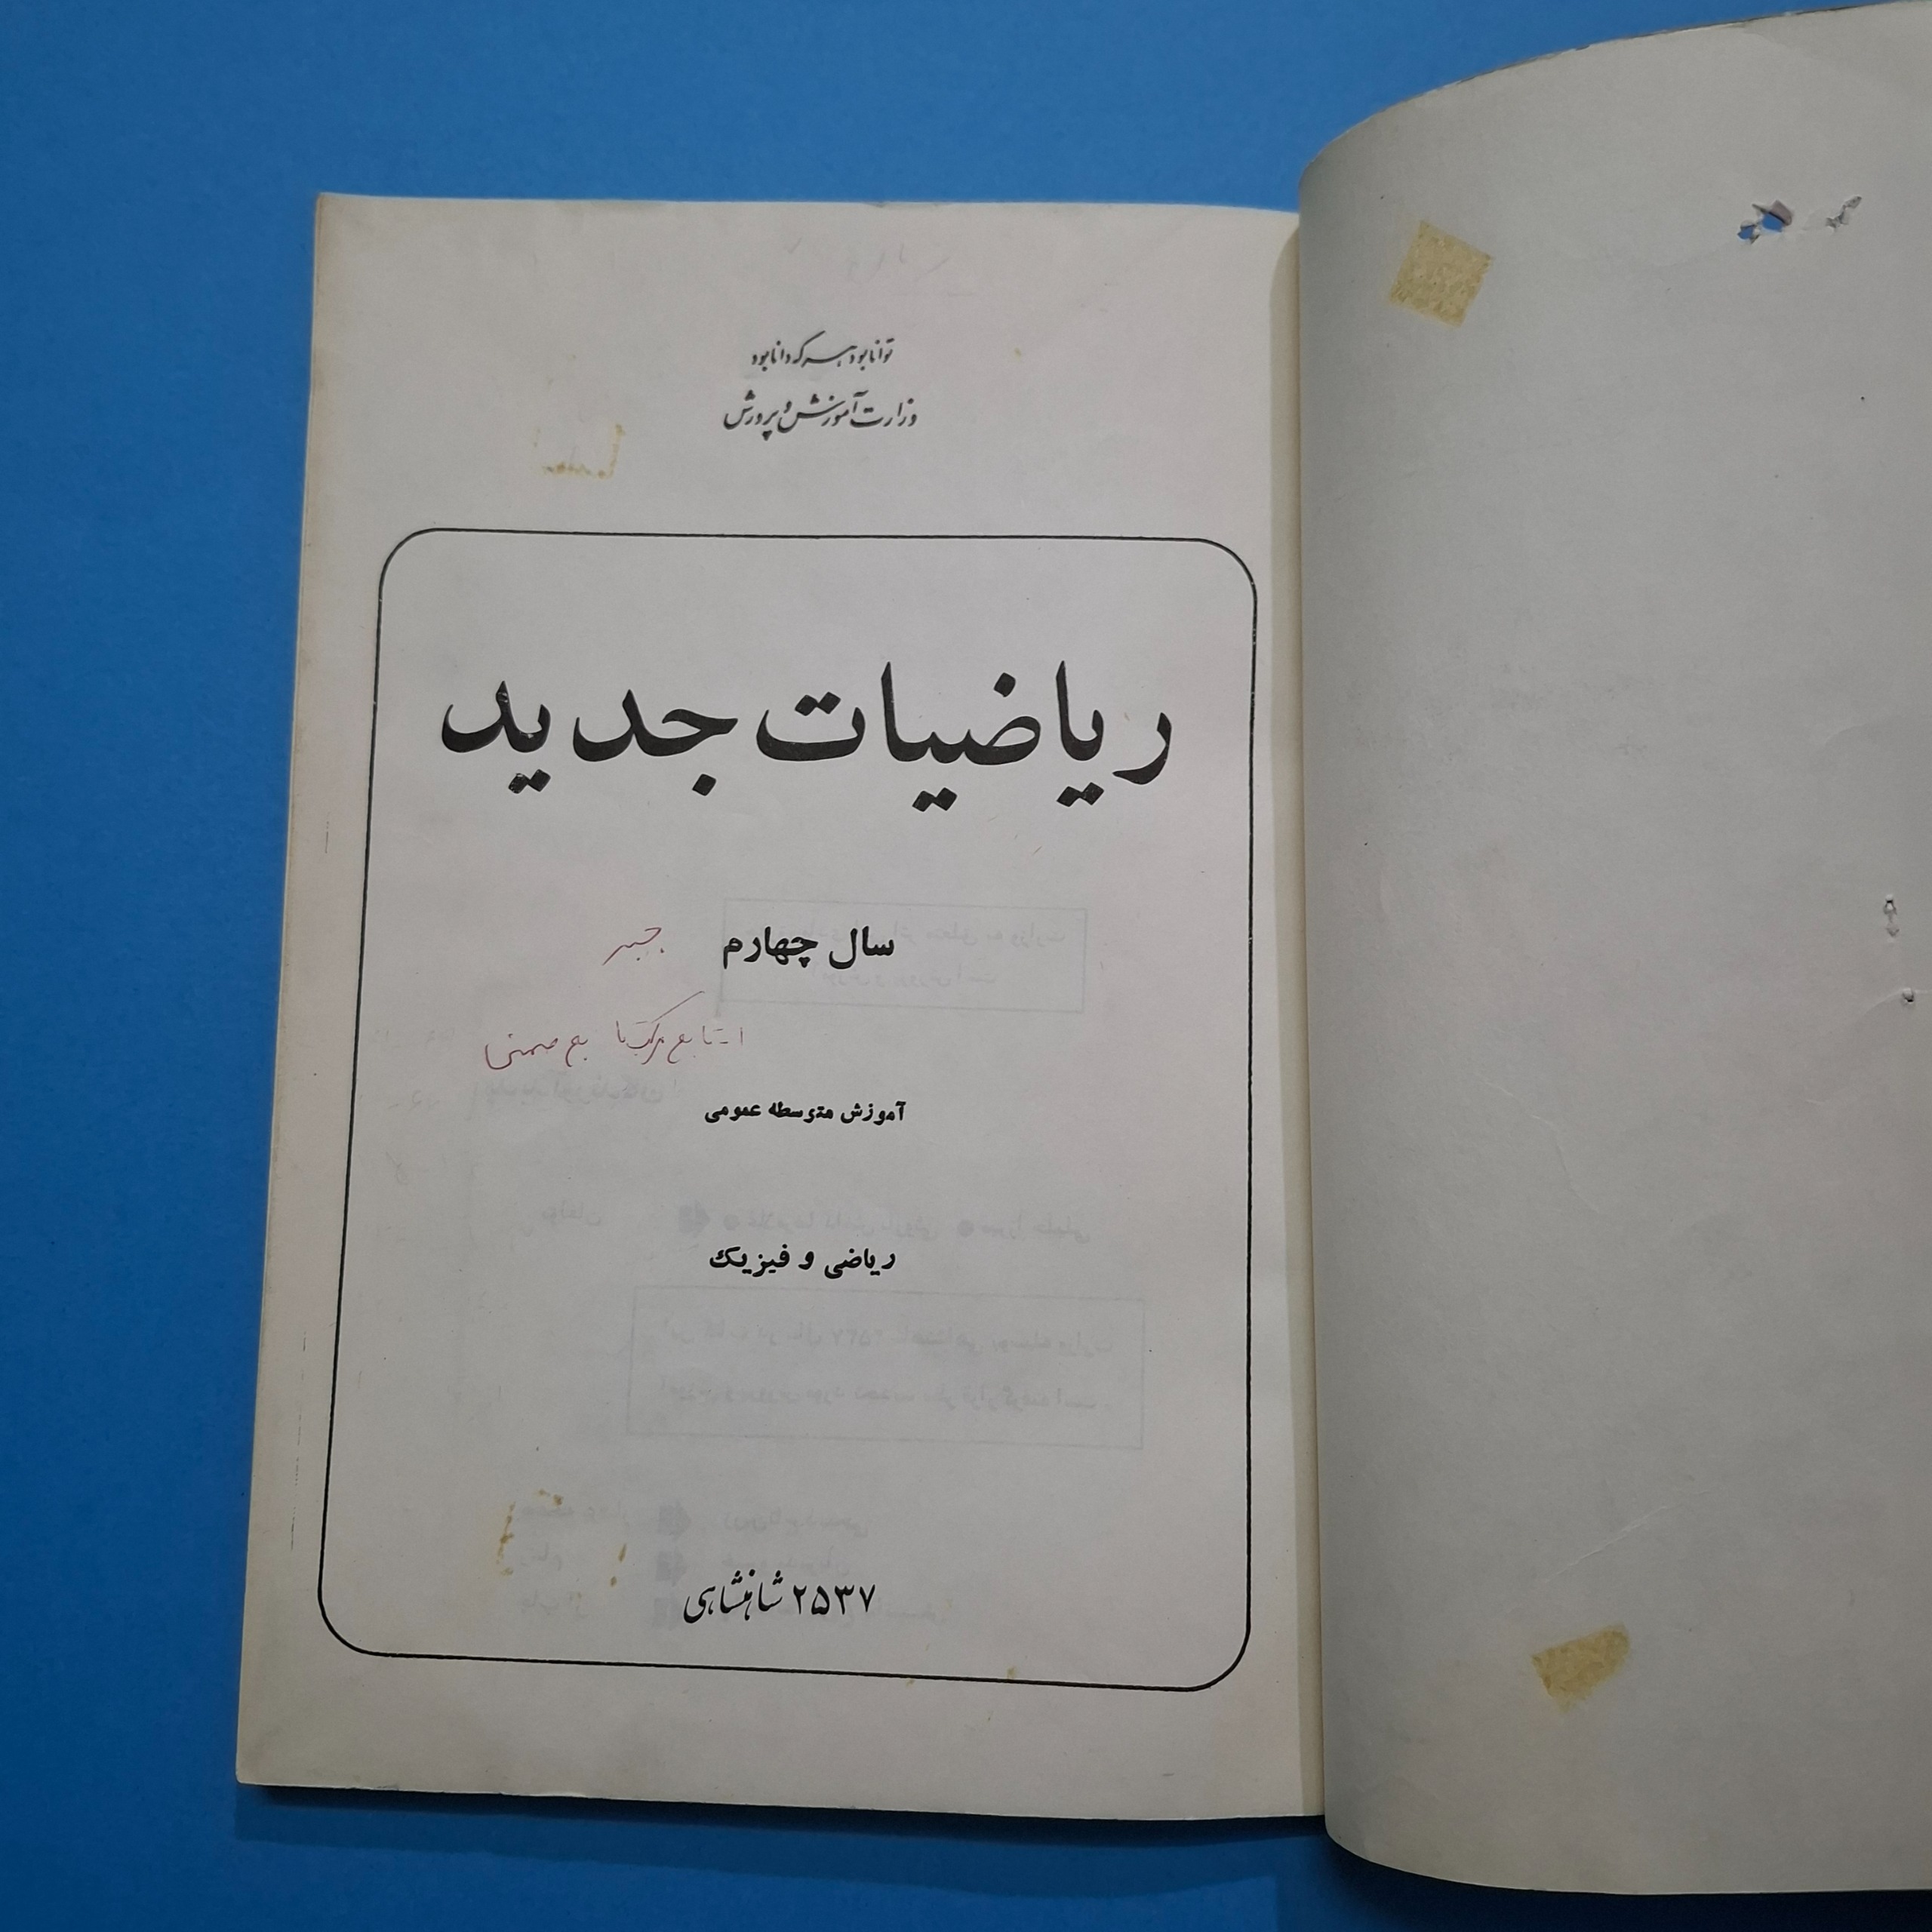 توانا بود هر که دانا بود
وزارت آموزش و پرورش
ریاضیات جدید
سال چهارم جبر
آموزش متوسطه عمومی
ریاضی و فیزیک
۲۵۳۷ شاهنشاهی